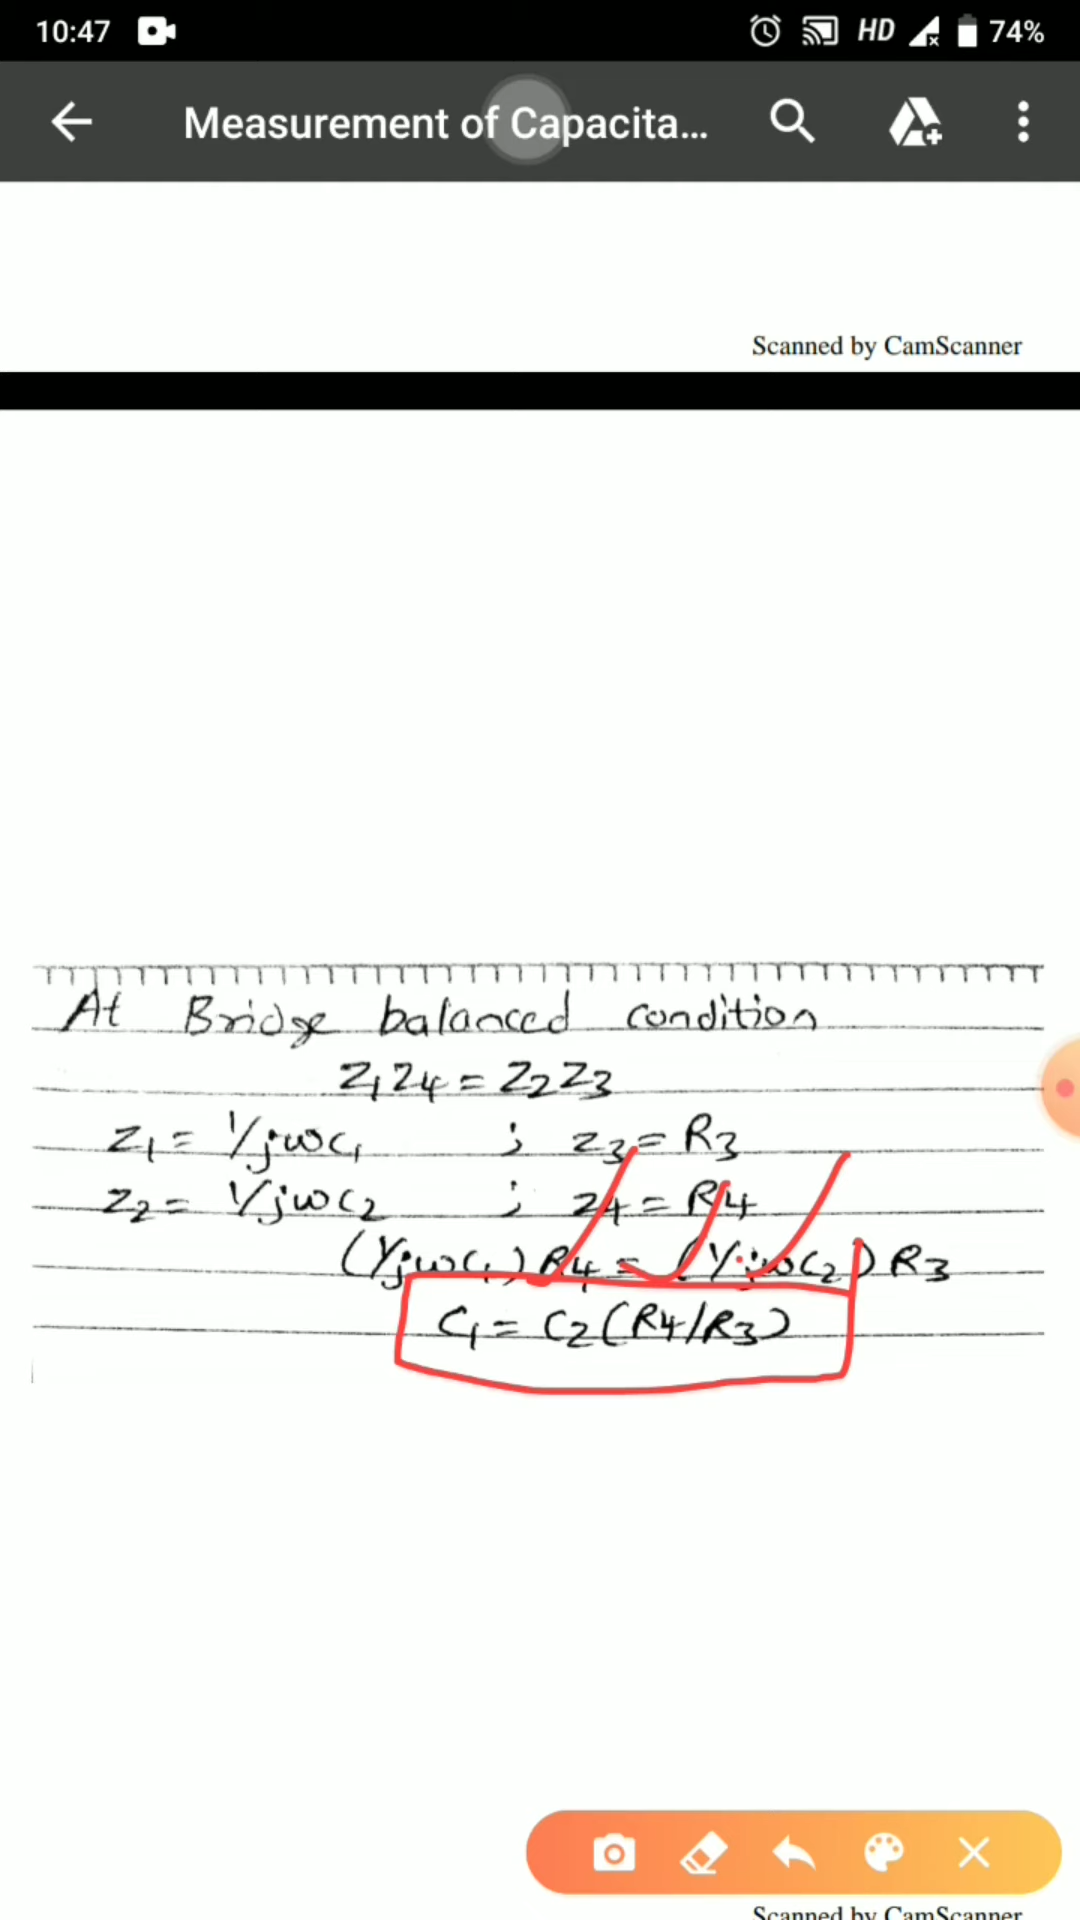 10:47 HD 74%
Measurement of Capacita...
Scanned by CamScanner
At Bridge balanced condition
Z1Z4 = Z2Z3
Z1 = 1/jωC1 ; Z3 = R3
Z2 = 1/jωC2 ; Z4 = R4
(1/jωC1) R4 = (1/jωC2) R3
C1 = C2(R4/R3)
Scanned by CamScanner